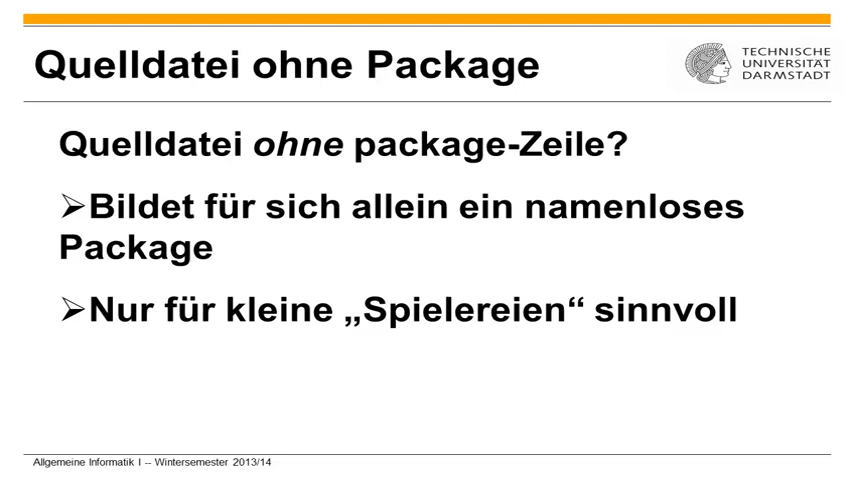 Quelldatei ohne Package
TECHNISCHE
UNIVERSITÄT
DARMSTADT
Quelldatei ohne package-Zeile?
➢Bildet für sich allein ein namenloses
Package
➢Nur für kleine „Spielereien“ sinnvoll
Allgemeine Informatik I -- Wintersemester 2013/14